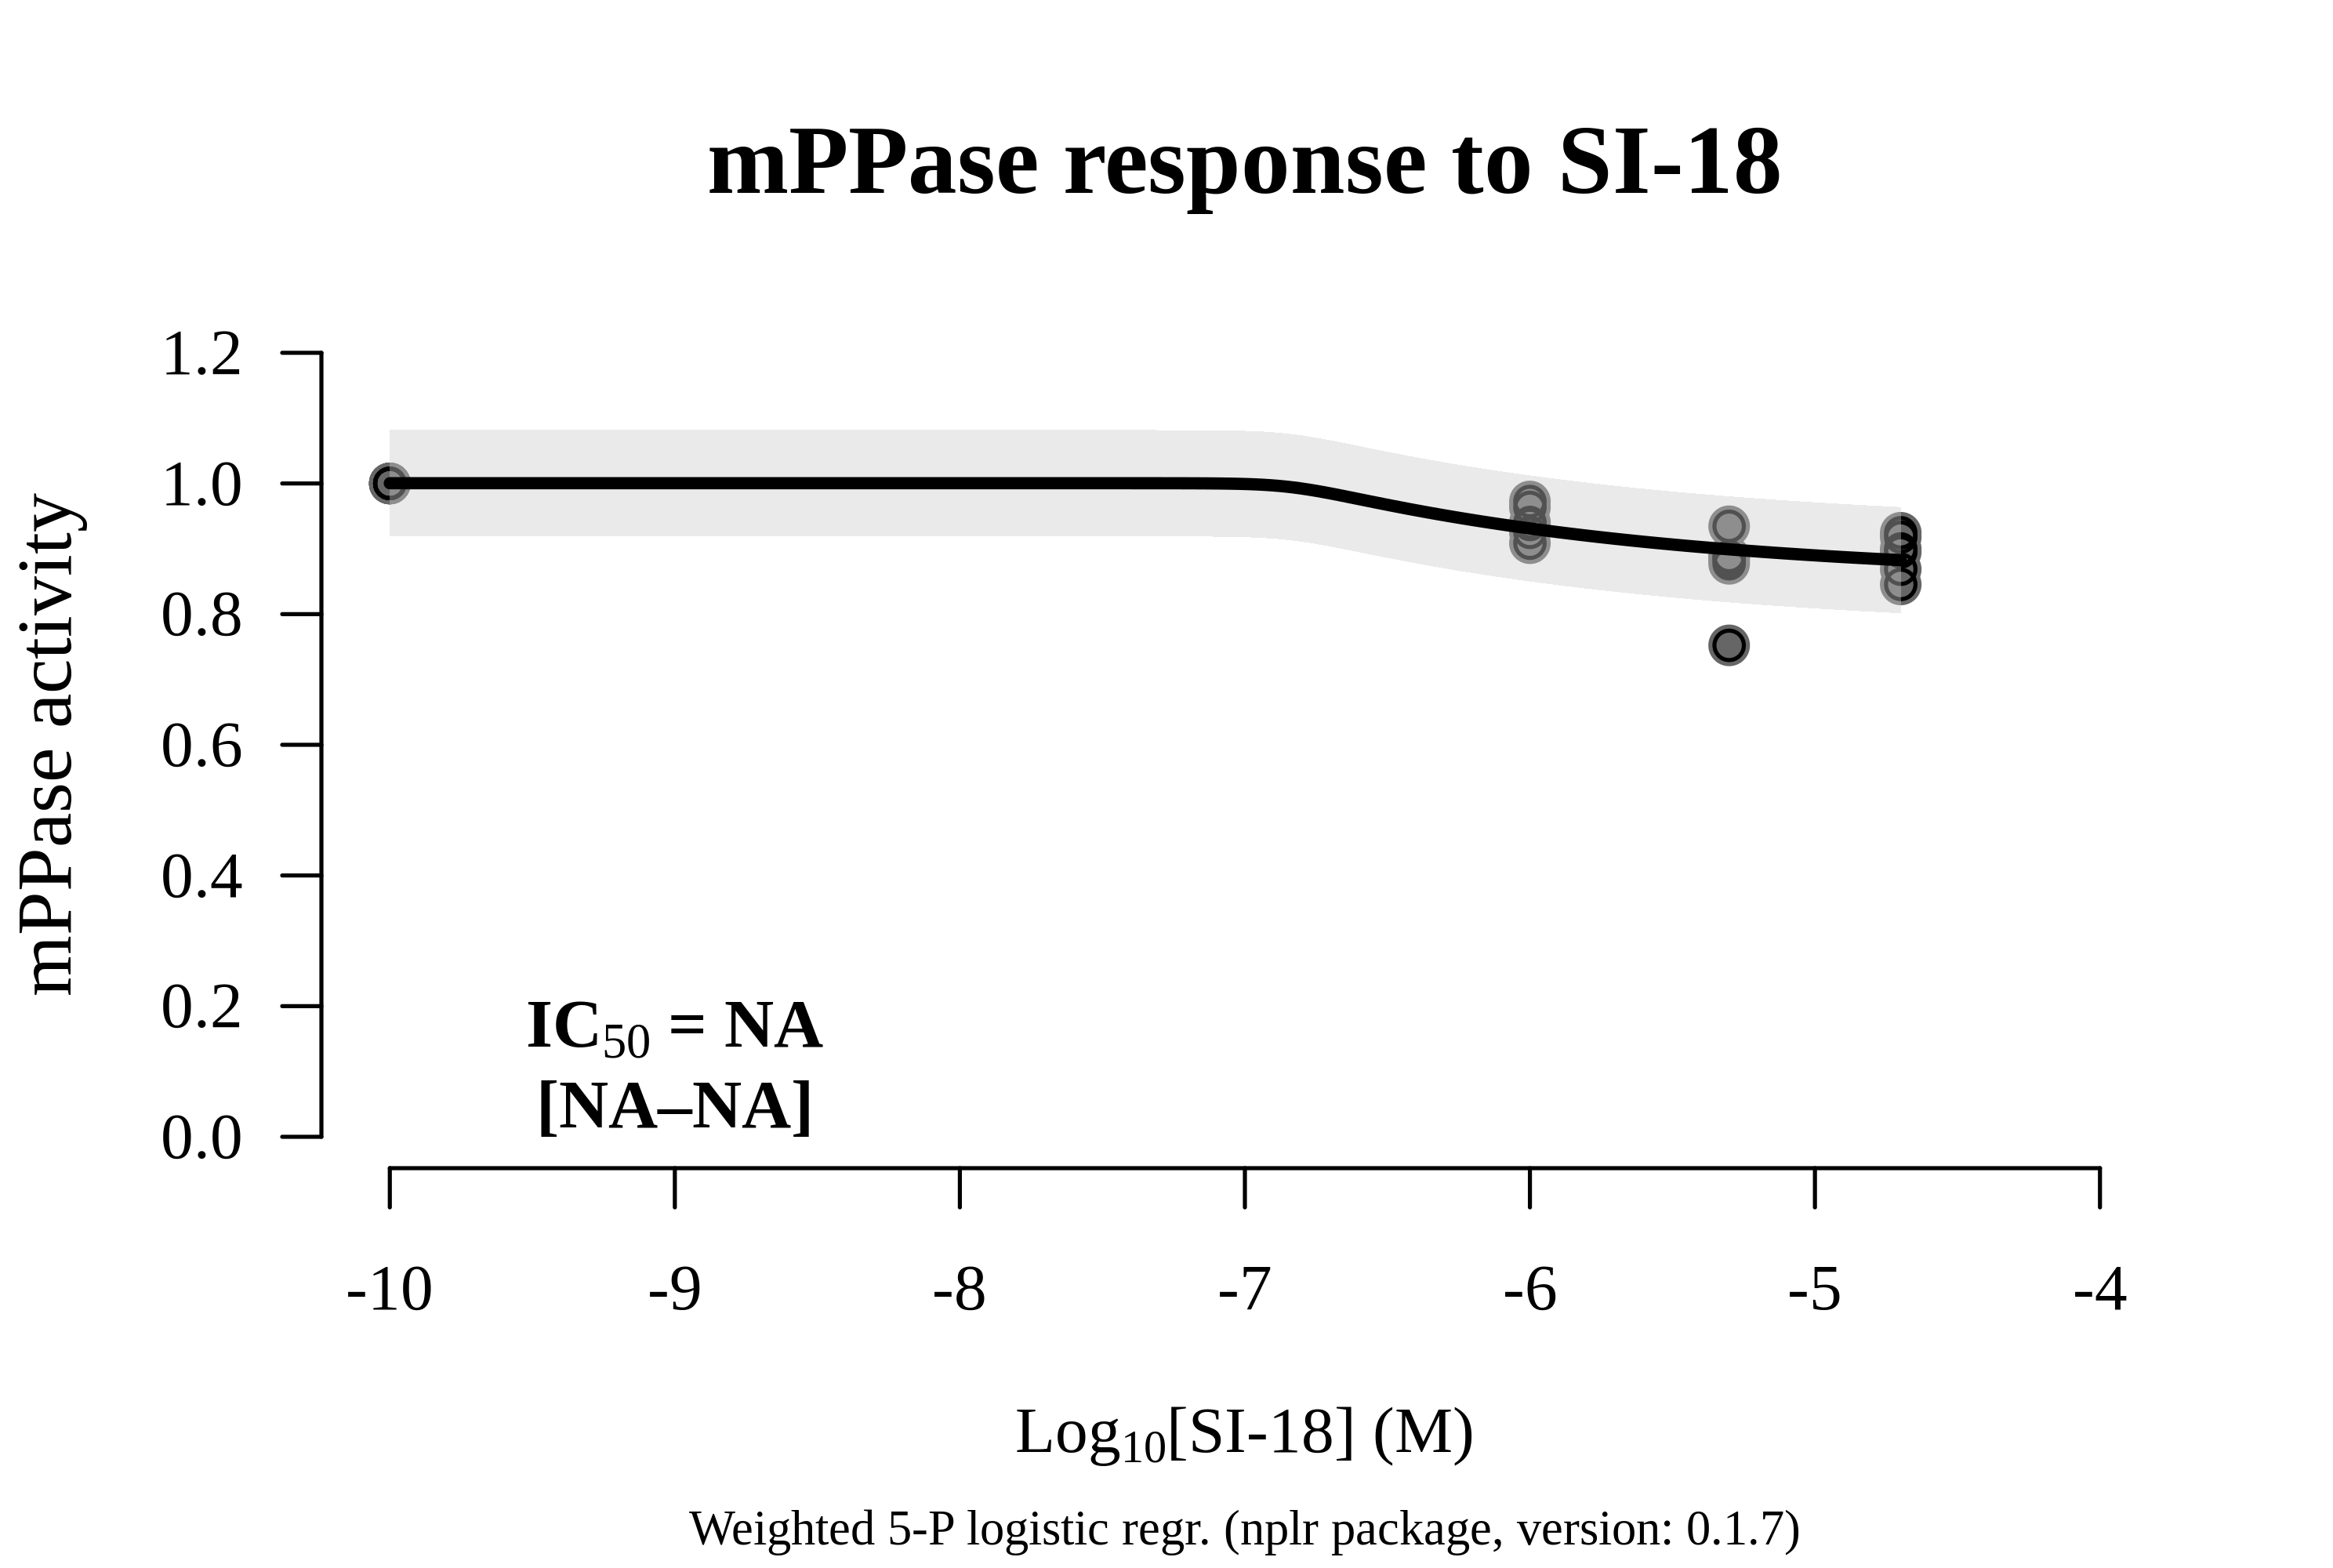 mPPase response to SI-18
mPPase activity
1.2
1.0
0.8
0.6
0.4
0.2
0.0
IC50 = NA
[NA–NA]
-10 -9 -8 -7 -6 -5 -4
Log10[SI-18] (M)
Weighted 5-P logistic regr. (nplr package, version: 0.1.7)